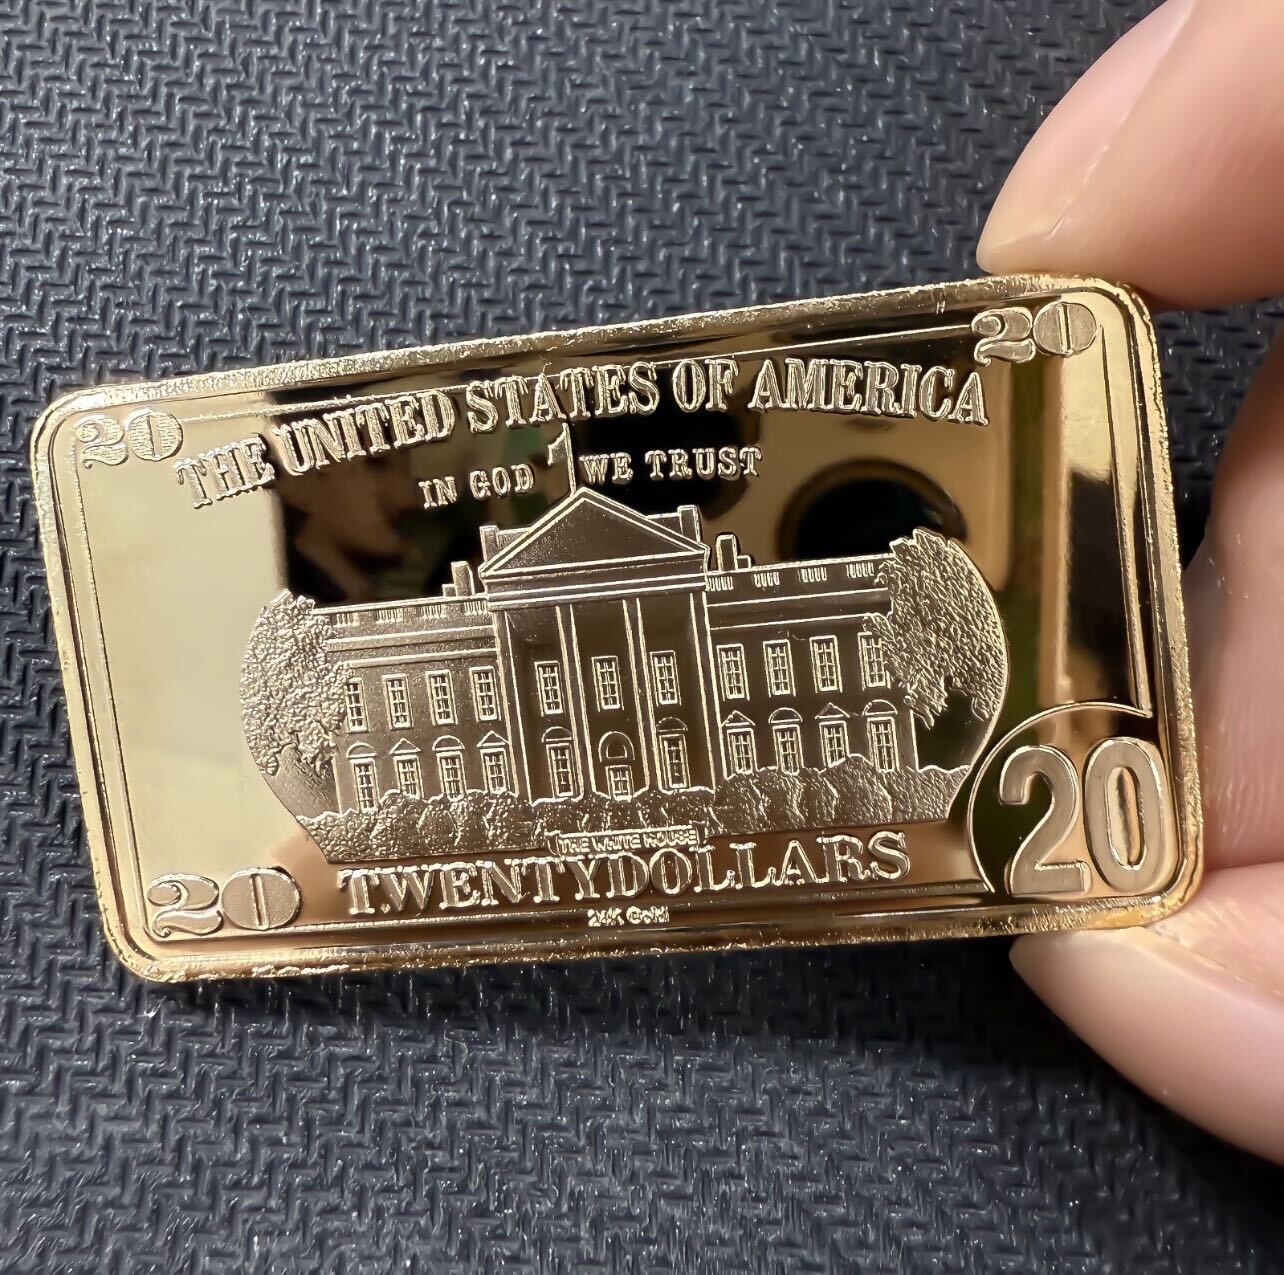 20 20
THE UNITED STATES OF AMERICA
IN GOD WE TRUST
THE WHITE HOUSE
20 TWENTYDOLLARS 20
24K Gold